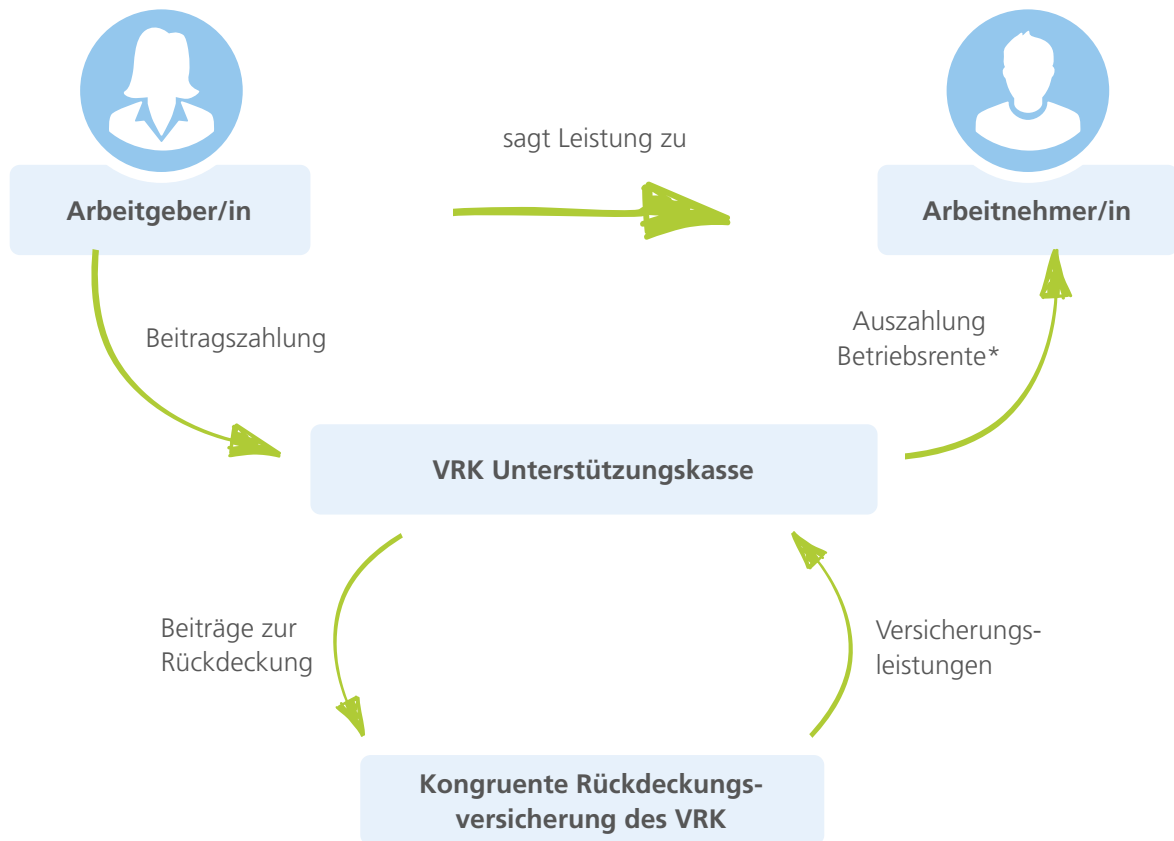 sagt Leistung zu
Arbeitgeber/in
Arbeitnehmer/in
Beitragszahlung
Auszahlung
Betriebsrente*
VRK Unterstützungskasse
Beiträge zur
Rückdeckung
Versicherungs-
leistungen
Kongruente Rückdeckungs-
versicherung des VRK